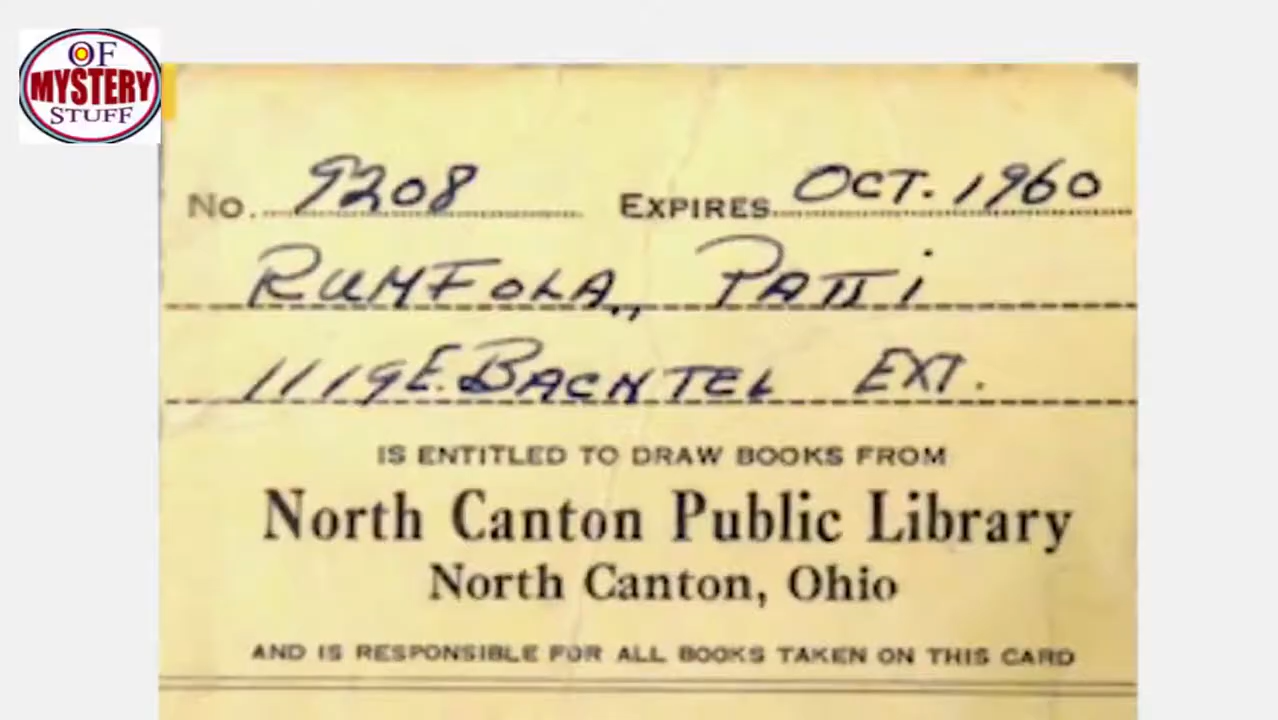 OF
MYSTERY
STUFF
No. 9208 EXPIRES OCT. 1960
RUMFOLA, PATTI
1119 E. BACHTEL EXT.
IS ENTITLED TO DRAW BOOKS FROM
North Canton Public Library
North Canton, Ohio
AND IS RESPONSIBLE FOR ALL BOOKS TAKEN ON THIS CARD